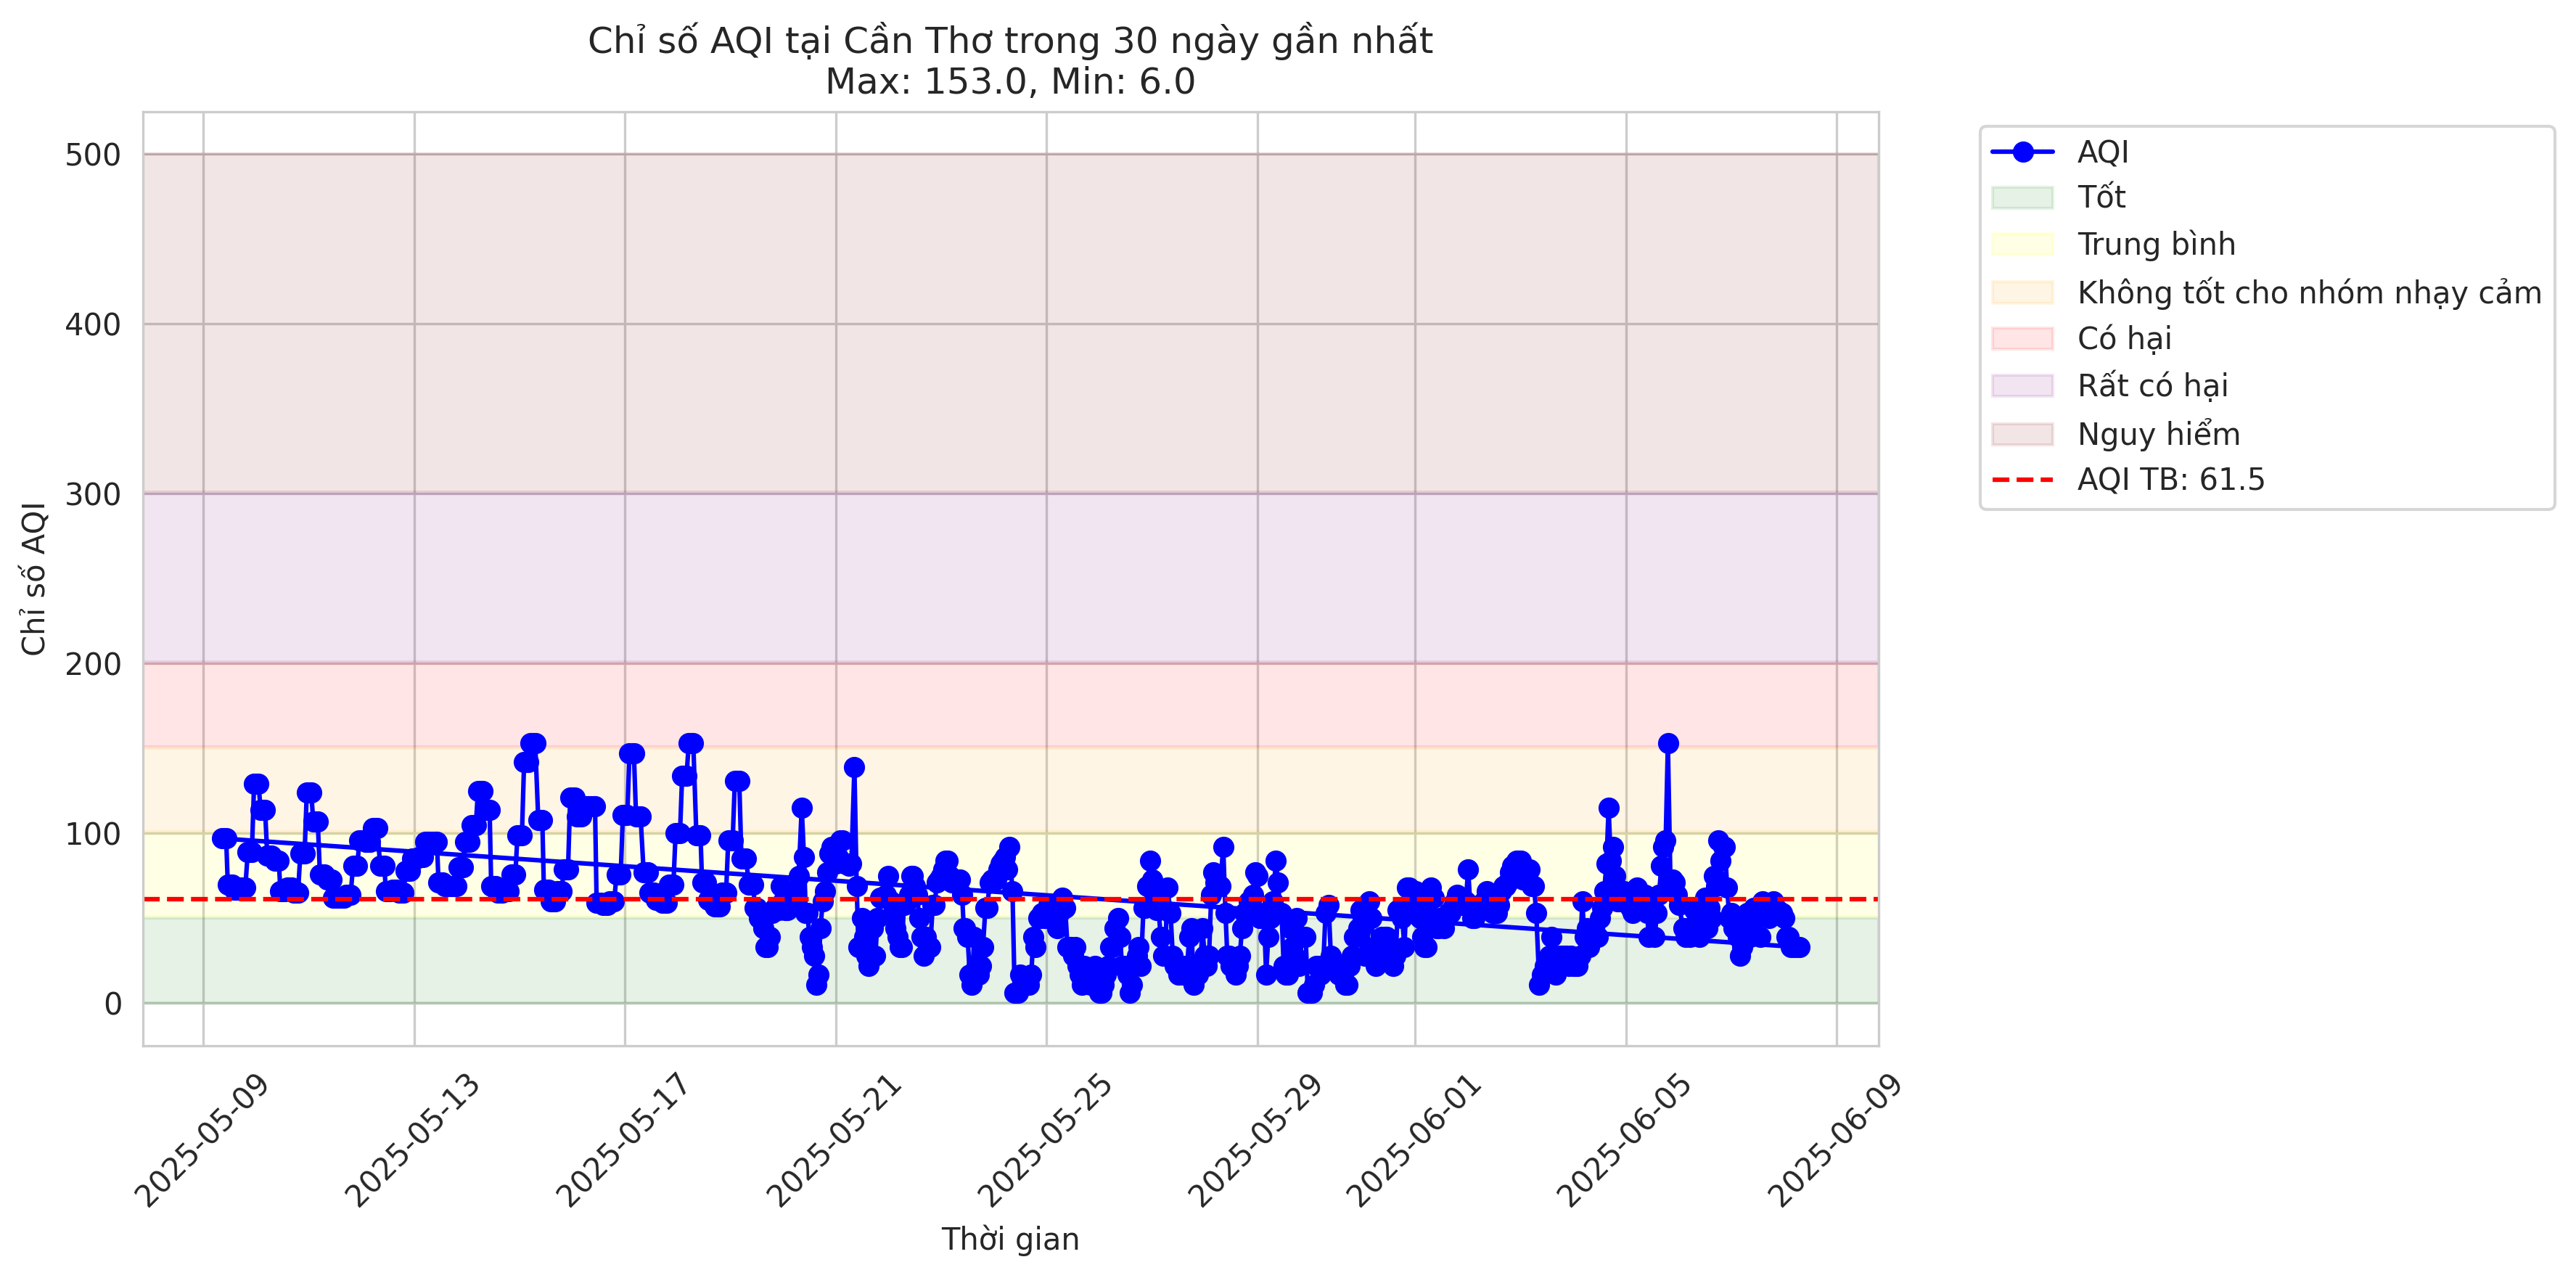 Chỉ số AQI tại Cần Thơ trong 30 ngày gần nhất
Max: 153.0, Min: 6.0
Chỉ số AQI
500
400
300
200
100
0
2025-05-09
2025-05-13
2025-05-17
2025-05-21
2025-05-25
2025-05-29
2025-06-01
2025-06-05
2025-06-09
Thời gian
AQI
Tốt
Trung bình
Không tốt cho nhóm nhạy cảm
Có hại
Rất có hại
Nguy hiểm
AQI TB: 61.5